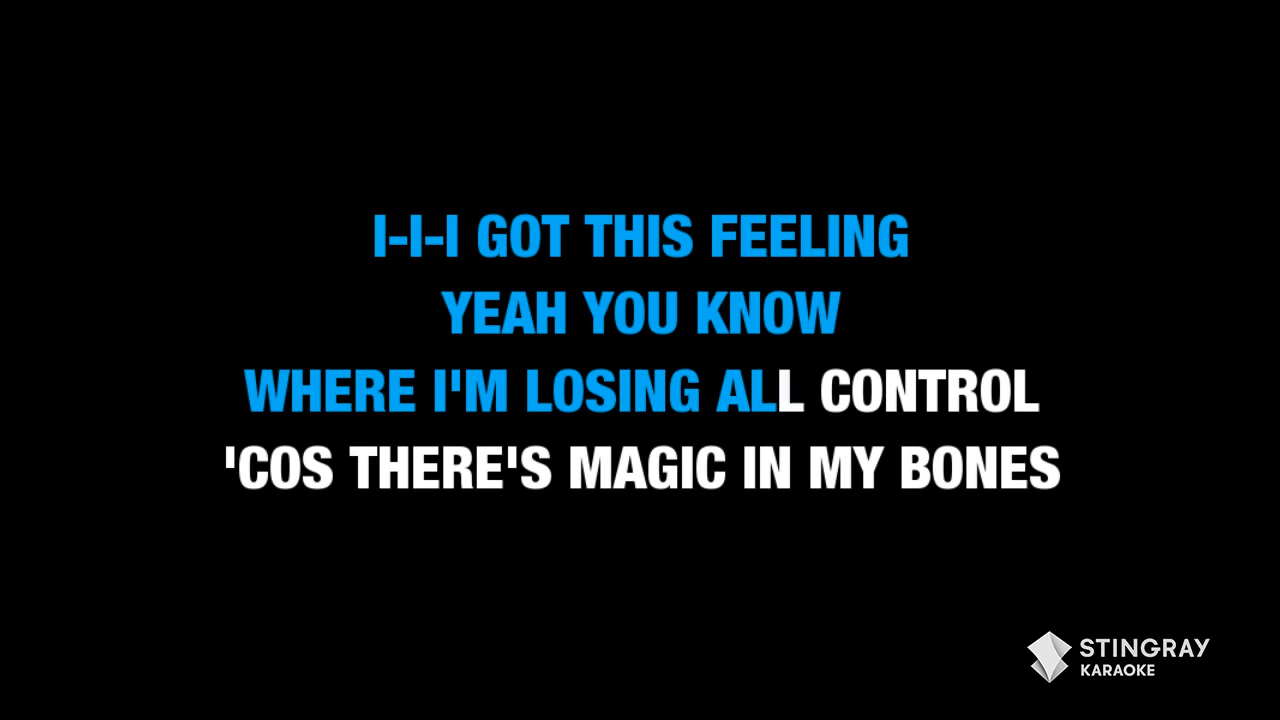 I-I-I GOT THIS FEELING
YEAH YOU KNOW
WHERE I'M LOSING ALL CONTROL
'COS THERE'S MAGIC IN MY BONES
STINGRAY
KARAOKE